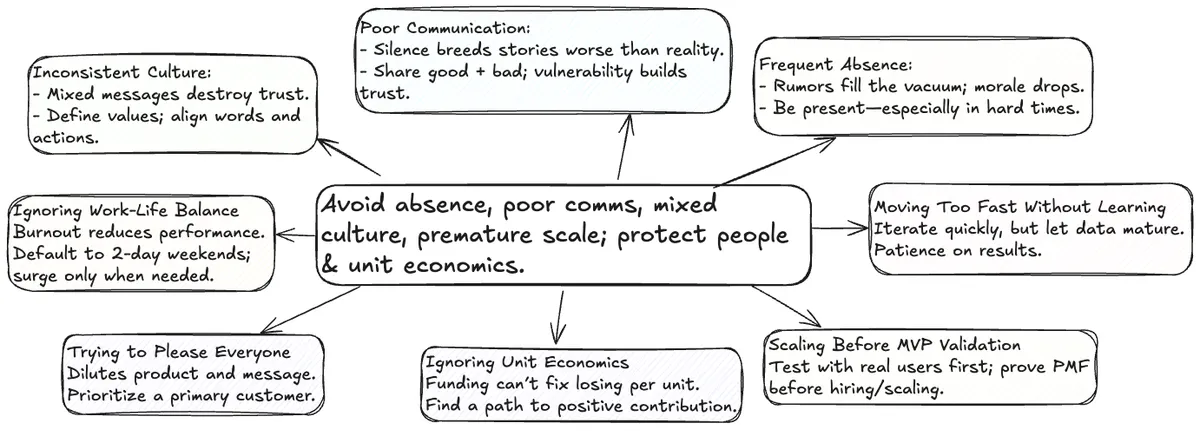 Poor Communication:
- Silence breeds stories worse than reality.
- Share good + bad; vulnerability builds
trust.
Inconsistent Culture:
- Mixed messages destroy trust.
- Define values; align words and
actions.
Frequent Absence:
- Rumors fill the vacuum; morale drops.
- Be present—especially in hard times.
Avoid absence, poor comms, mixed
culture, premature scale; protect people
& unit economics.
Ignoring Work-Life Balance
Burnout reduces performance.
Default to 2-day weekends;
surge only when needed.
Moving Too Fast Without Learning
Iterate quickly, but let data mature.
Patience on results.
Trying to Please Everyone
Dilutes product and message.
Prioritize a primary customer.
Ignoring Unit Economics
Funding can't fix losing per unit.
Find a path to positive contribution.
Scaling Before MVP Validation
Test with real users first; prove PMF
before hiring/scaling.